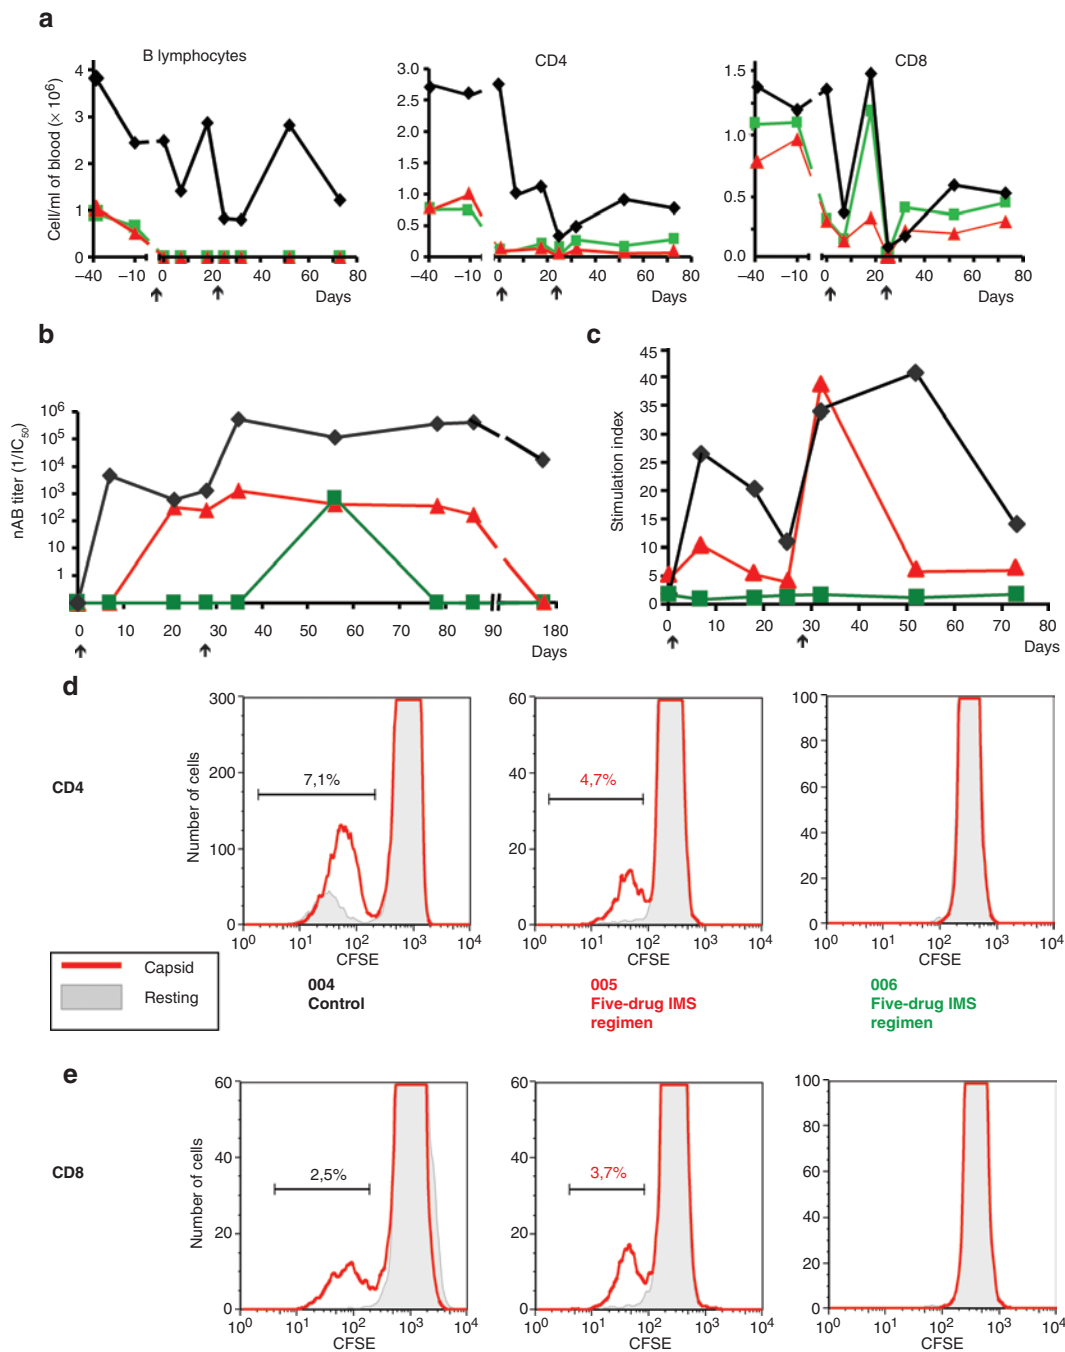 a
B lymphocytes
CD4
CD8
Cell/ml of blood (× 10⁶)
4
3
2
1
0
3.0
2.5
2.0
1.5
1.0
0.5
0
1.5
1.0
0.5
0.0
−40 −10 0 20 40 60 80
−40 −10 0 20 40 60 80
−40 −10 0 20 40 60 80
Days
Days
Days
b
nAB titer (1/IC₅₀)
10⁶
10⁵
10⁴
10³
10²
10
1
0 10 20 30 40 60 70 80 90 180
Days
c
Stimulation index
45
40
35
30
25
20
15
10
5
0
0 10 20 30 40 50 60 70 80
Days
d
CD4
Number of cells
300
200
100
0
7,1%
10⁰ 10¹ 10² 10³ 10⁴
CFSE
60
40
20
0
4,7%
10⁰ 10¹ 10² 10³ 10⁴
CFSE
100
80
60
40
20
0
10⁰ 10¹ 10² 10³ 10⁴
CFSE
Capsid
Resting
004
Control
005
Five-drug IMS
regimen
006
Five-drug IMS
regimen
e
CD8
Number of cells
60
40
20
0
2,5%
10⁰ 10¹ 10² 10³ 10⁴
CFSE
60
40
20
0
3,7%
10⁰ 10¹ 10² 10³ 10⁴
CFSE
100
80
60
40
20
0
10⁰ 10¹ 10² 10³ 10⁴
CFSE